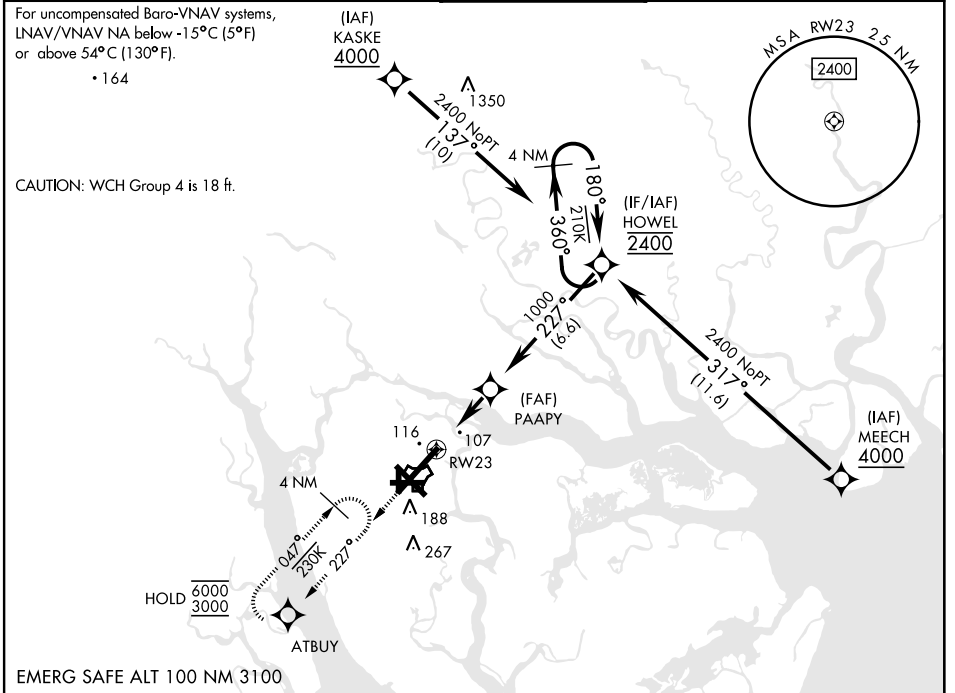 For uncompensated Baro-VNAV systems,
LNAV/VNAV NA below -15°C (5°F)
or above 54°C (130°F).
164
CAUTION: WCH Group 4 is 18 ft.
(IAF)
KASKE
4000
1350
2400 NoPT
137°
(10)
4 NM
180°
210K
360°
(IF/IAF)
HOWEL
2400
MSA RW23 25 NM
2400
1000
227°
(6.6)
2400 NoPT
317°
(11.6)
(FAF)
PAAPY
(IAF)
MEECH
4000
116
107
RW23
4 NM
188
267
047°
230K
227°
HOLD 6000
3000
ATBUY
EMERG SAFE ALT 100 NM 3100